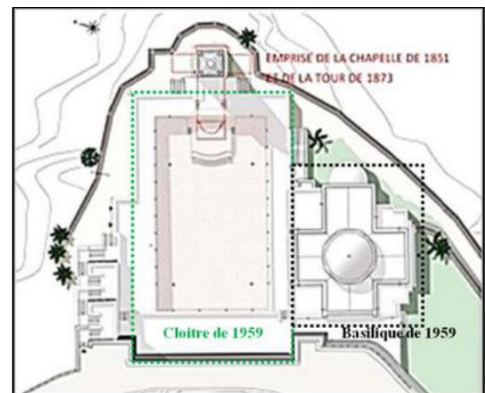 EMPRISE DE LA CHAPELLE DE 1851
ET DE LA TOUR DE 1873
Cloitre de 1959
Basilique de 1959